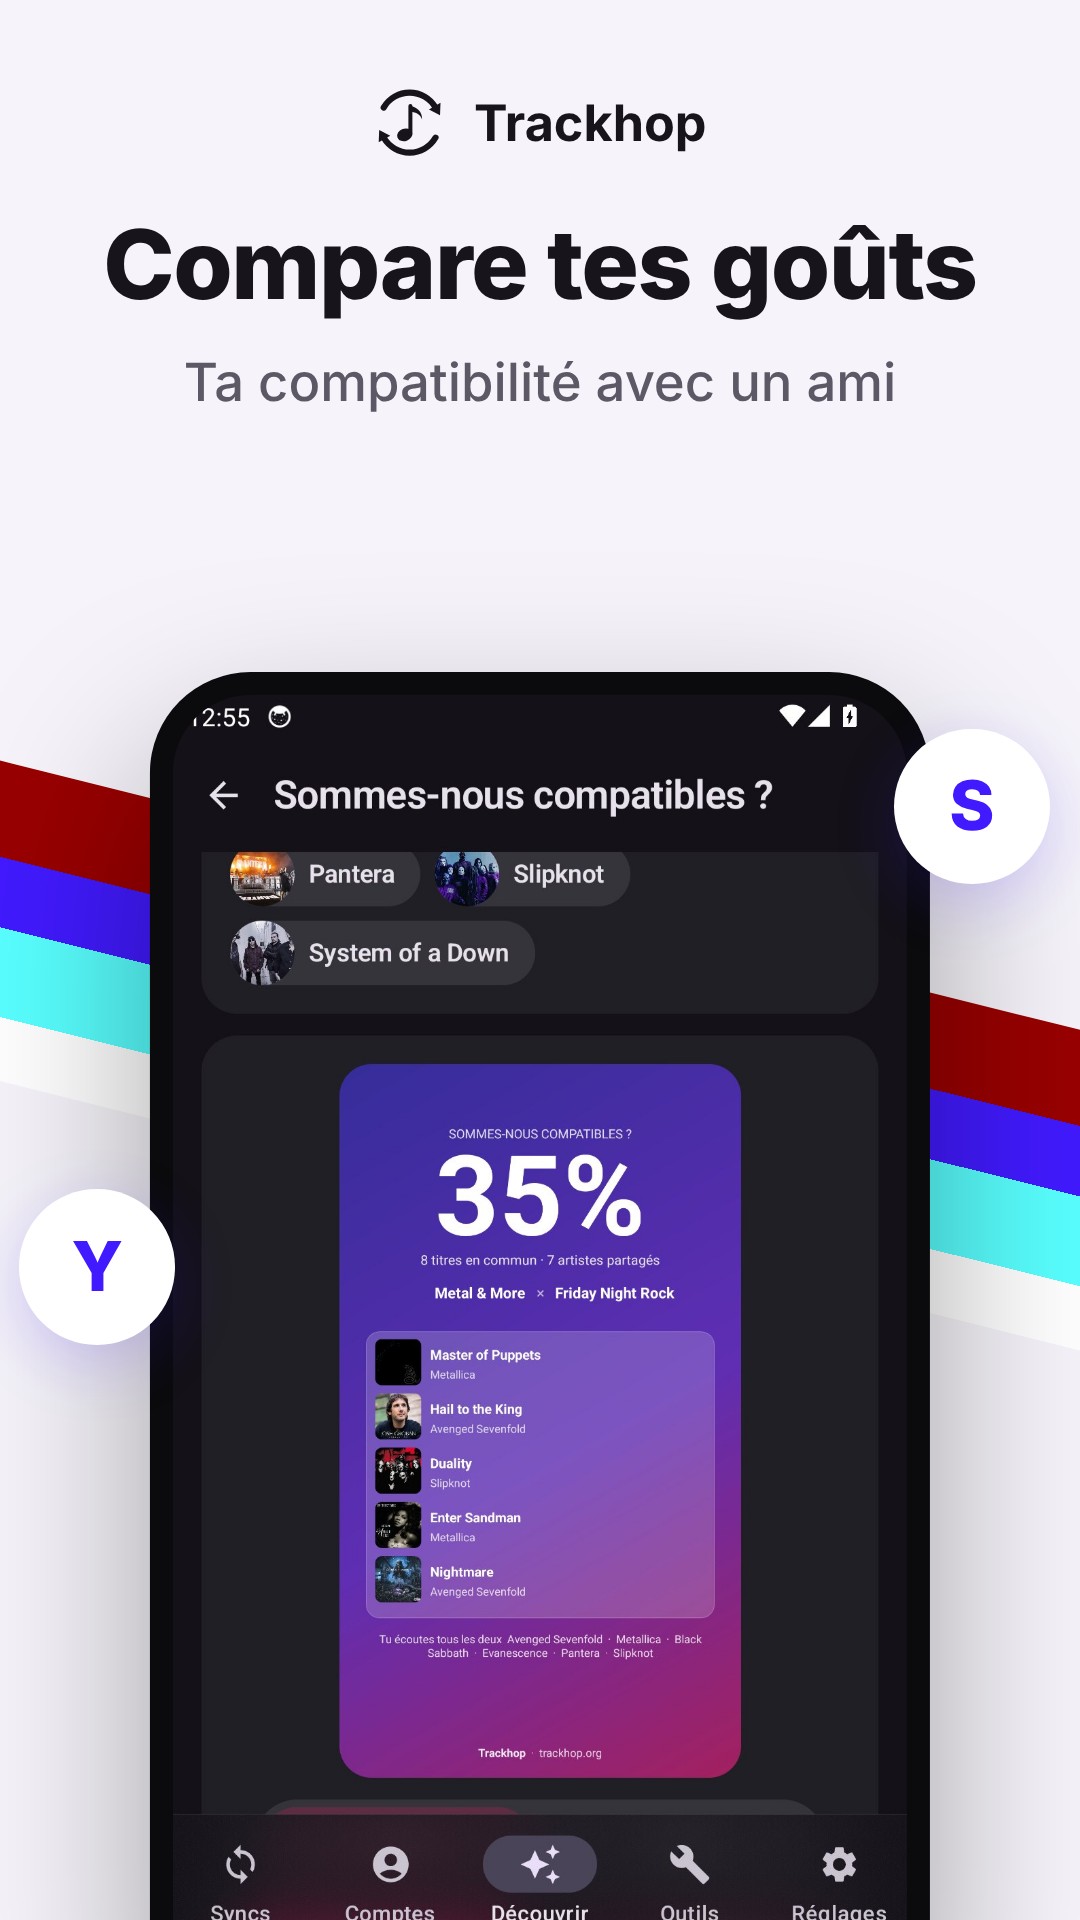 Trackhop
Compare tes goûts
Ta compatibilité avec un ami
12:55
Sommes-nous compatibles ?
S
Pantera
Slipknot
System of a Down
SOMMES-NOUS COMPATIBLES ?
35%
8 titres en commun · 7 artistes partagés
Metal & More × Friday Night Rock
Y
Master of Puppets
Metallica
Hail to the King
Avenged Sevenfold
Duality
Slipknot
Enter Sandman
Metallica
Nightmare
Avenged Sevenfold
Tu écoutes tous les deux Avenged Sevenfold · Metallica · Black
Sabbath · Evanescence · Pantera · Slipknot
Trackhop · trackhop.org
Syncs
Comptes
Découvrir
Outils
Réglages